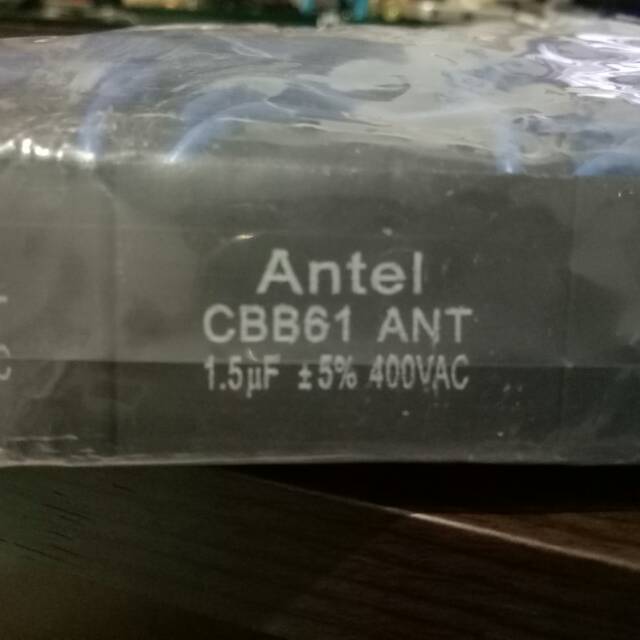 Antel
CBB61 ANT
1.5µF ±5% 400VAC